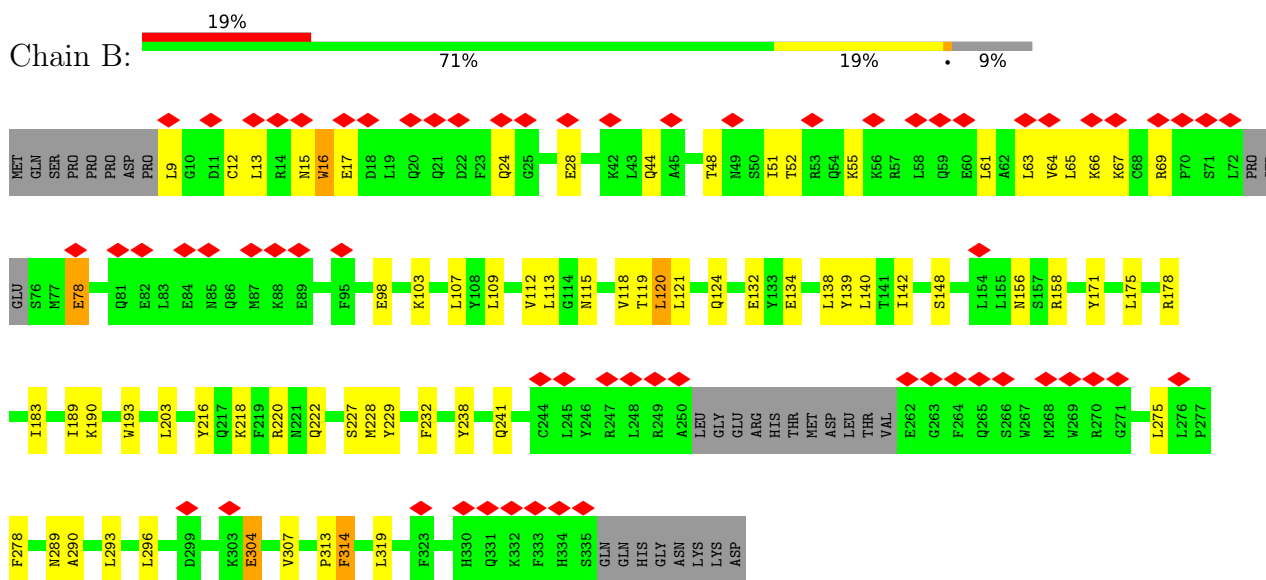 19%
Chain B:
71% 19% • 9%
MET GLN SER PRO PRO PRO ASP PRO L9 G10 D11 C12 L13 R14 N15 W16 E17 D18 L19 Q20 Q21 D22 F23 Q24 G25 E28 K42 L43 Q44 A45 T48 N49 S50 I51 T52 R53 Q54 K55 K56 R57 L58 Q59 E60 L61 A62 L63 V64 L65 K66 K67 C68 R69 P70 S71 L72 PRO
GLU S76 M77 E78 Q81 E82 L83 E84 N85 Q86 M87 K88 E89 F95 E98 K103 L107 Y108 L109 V112 L113 G114 N115 V118 T119 L120 L121 Q124 E132 Y133 E134 L138 Y139 L140 T141 I142 S148 L154 L155 N156 S157 R158 Y171 L175 R178
I183 I189 K190 W193 L203 Y216 Q217 K218 F219 R220 N221 Q222 S227 M228 Y229 F232 Y238 Q241 C244 L245 Y246 R247 L248 R249 A250 LEU GLY GLU ARG HIS THR MET ASP LEU THR VAL E262 G263 F264 Q265 S266 W267 M268 W269 R270 G271 L275 L276 P277
F278 N289 A290 L293 L296 D299 K303 E304 V307 P313 F314 L319 F323 H330 Q331 K332 F333 H334 S335 GLN GLN HIS GLY ASN LYS LYS ASP